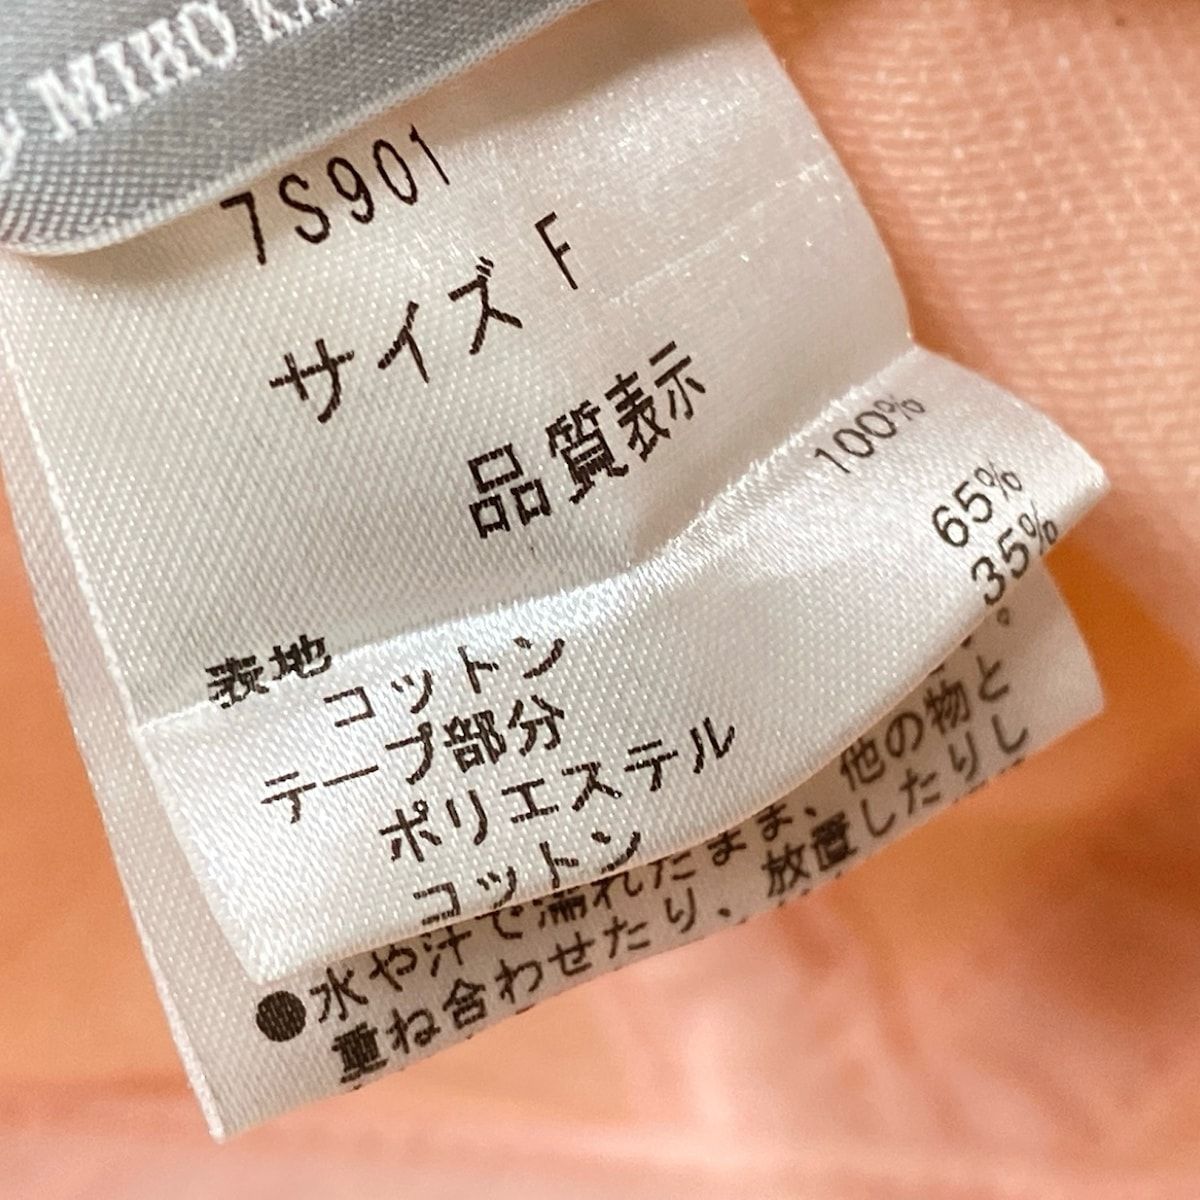 MIHO
7S901
サイズ F
品質表示
表地
コットン 100%
テープ部分
ポリエステル 65%
コットン 35%
●水や汗で濡れたまま、他の物と
重ね合わせたり、放置したりし